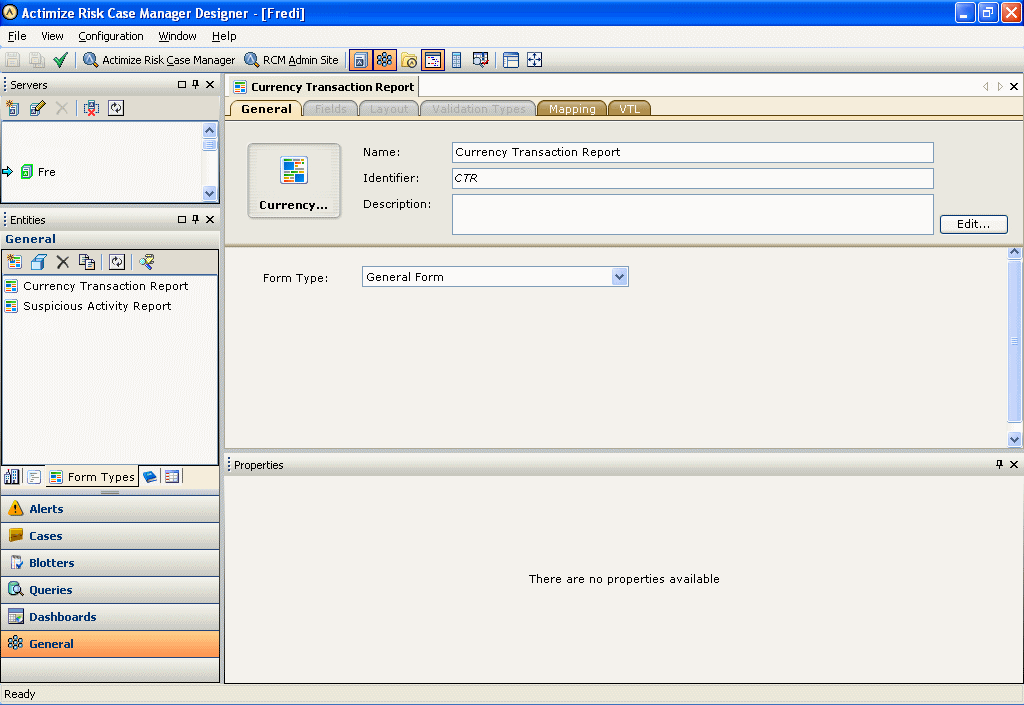 Actimize Risk Case Manager Designer - [Fredi]
File View Configuration Window Help
Actimize Risk Case Manager RCM Admin Site
Servers
Fre
Entities
General
Currency Transaction Report
Suspicious Activity Report
Form Types
Alerts
Cases
Blotters
Queries
Dashboards
General
Currency Transaction Report
General Fields Layout Validation Types Mapping VTL
Currency...
Name: Currency Transaction Report
Identifier: CTR
Description:
Edit...
Form Type: General Form
Properties
There are no properties available
Ready